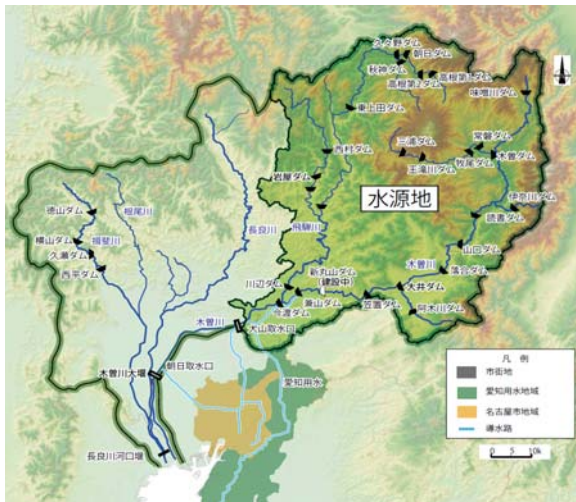 久々野ダム
朝日ダム
秋神ダム
高根第1ダム
高根第2ダム
味噌川ダム
東上田ダム
三浦ダム
常磐ダム
西村ダム
王滝川ダム
牧尾ダム
木曽ダム
岩屋ダム
水源地
伊奈川ダム
徳山ダム
根尾川
長良川
飛騨川
読書ダム
横山ダム
揖斐川
山口ダム
久瀬ダム
木曽川
落合ダム
西平ダム
新丸山ダム
(建設中)
川辺ダム
大井ダム
兼山ダム
笠置ダム
阿木川ダム
今渡ダム
木曽川
犬山取水口
朝日取水口
木曽川大堰
愛知用水
長良川河口堰
凡 例
市街地
愛知用水地域
名古屋市地域
導水路
0 5 10k